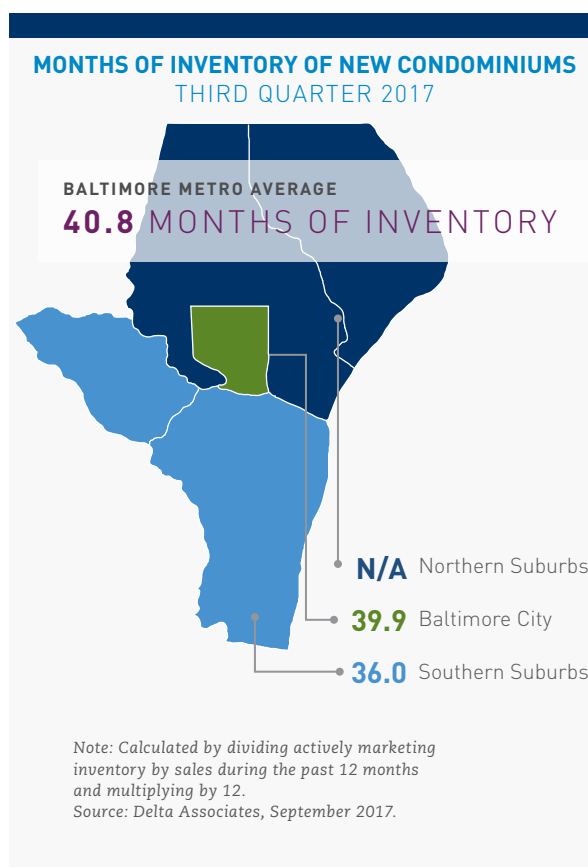 MONTHS OF INVENTORY OF NEW CONDOMINIUMS
THIRD QUARTER 2017
BALTIMORE METRO AVERAGE
40.8 MONTHS OF INVENTORY
N/A Northern Suburbs
39.9 Baltimore City
36.0 Southern Suburbs
Note: Calculated by dividing actively marketing
inventory by sales during the past 12 months
and multiplying by 12.
Source: Delta Associates, September 2017.